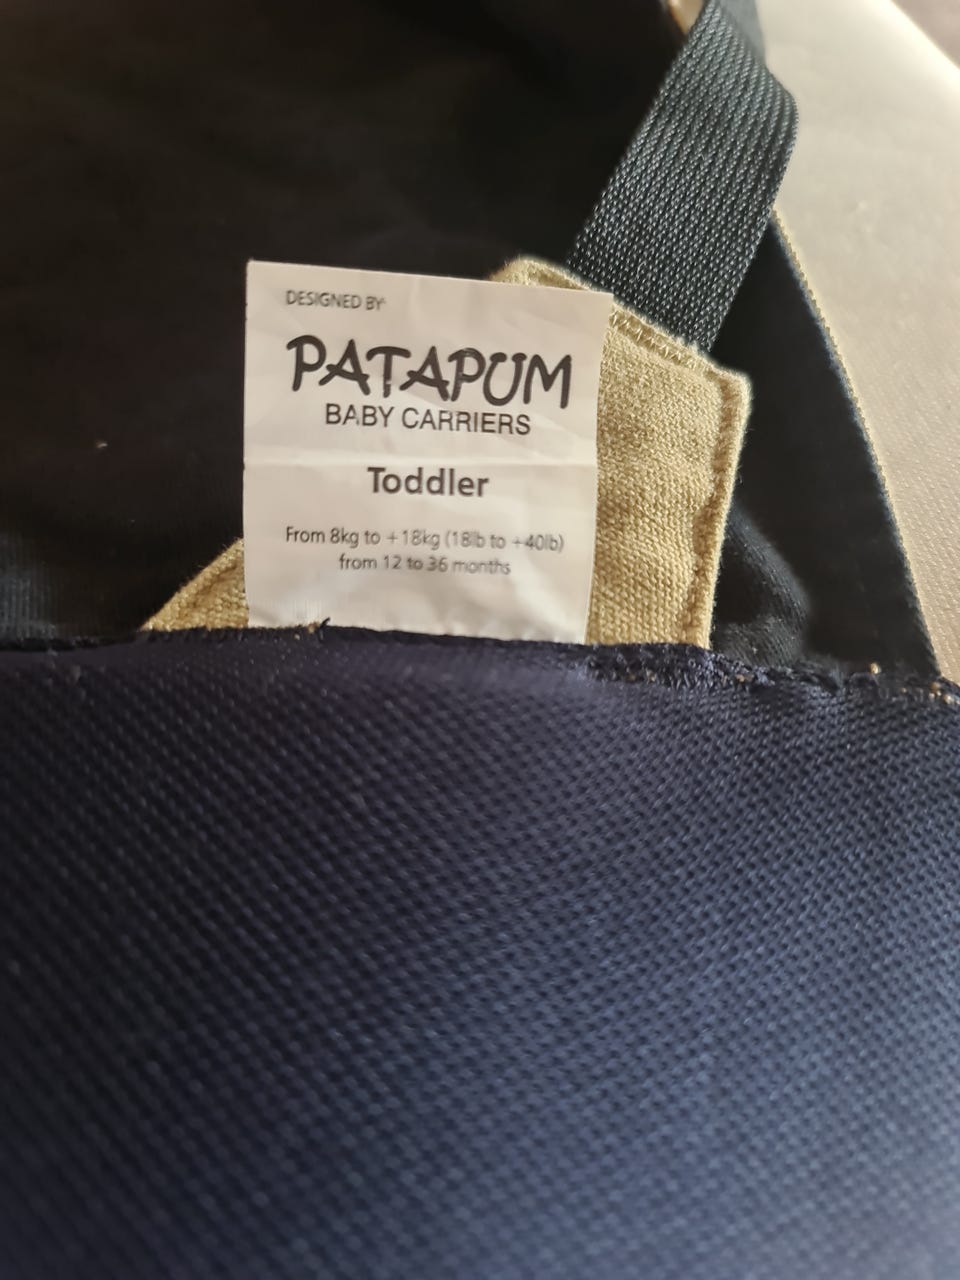 DESIGNED BY
PATAPUM
BABY CARRIERS
Toddler
From 8kg to +18kg (18lb to +40lb)
from 12 to 36 months